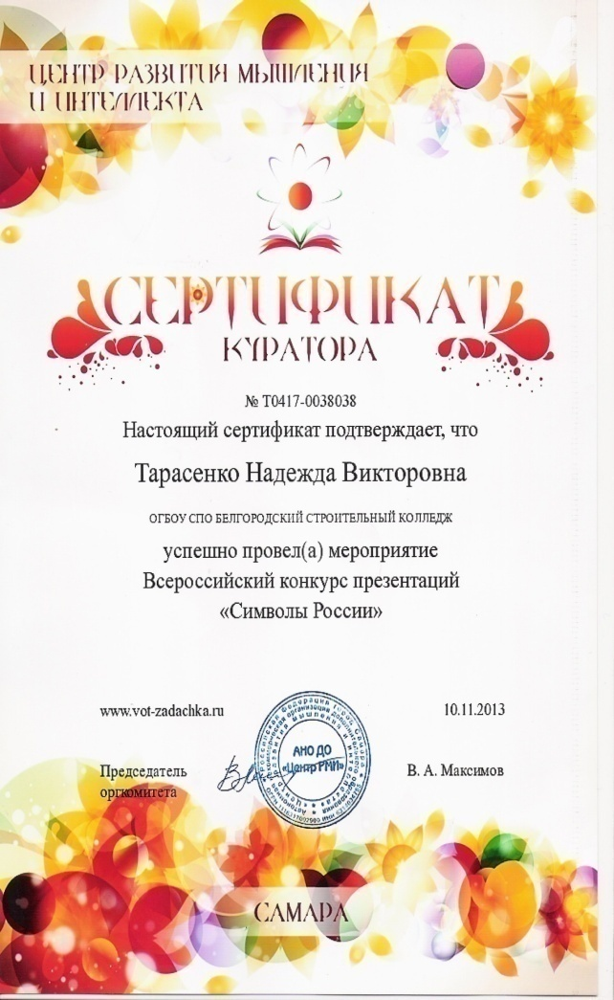 ЦЕНТР РАЗВИТИЯ МЫШЛЕНИЯ
И ИНТЕЛЛЕКТА
СЕРТИФИКАТ
КУРАТОРА
№ Т0417-0038038
Настоящий сертификат подтверждает, что
Тарасенко Надежда Викторовна
ОГБОУ СПО БЕЛГОРОДСКИЙ СТРОИТЕЛЬНЫЙ КОЛЛЕДЖ
успешно провел(а) мероприятие
Всероссийский конкурс презентаций
«Символы России»
www.vot-zadachka.ru
10.11.2013
АНО ДО
«Центр РМИ»
Председатель
оргкомитета
В. А. Максимов
САМАРА